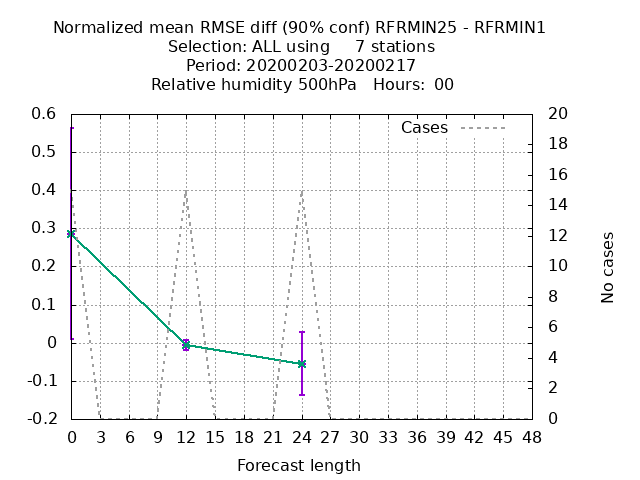 Normalized mean RMSE diff (90% conf) RFRMIN25 - RFRMIN1
Selection: ALL using 7 stations
Period: 20200203-20200217
Relative humidity 500hPa Hours: 00
Cases
0.6
0.5
0.4
0.3
0.2
0.1
0
-0.1
-0.2
20
18
16
14
12
10
8
6
4
2
0
No cases
0 3 6 9 12 15 18 21 24 27 30 33 36 39 42 45 48
Forecast length